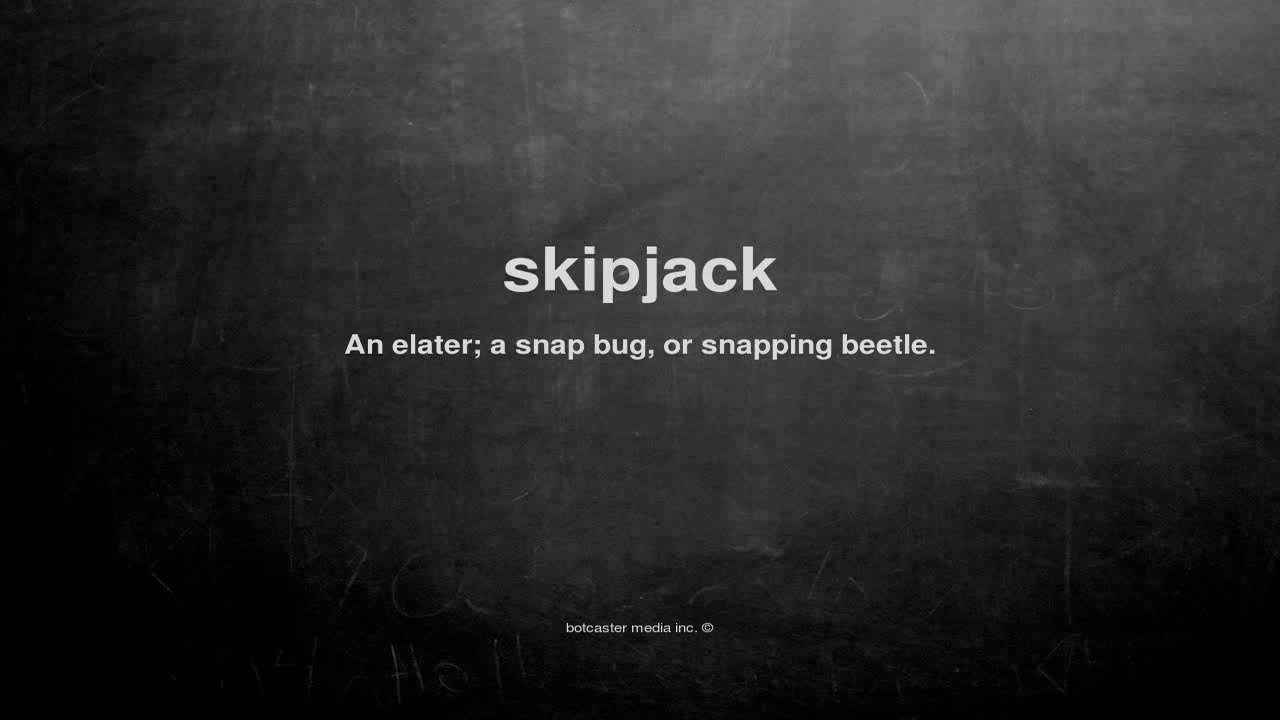 skipjack
An elater; a snap bug, or snapping beetle.
botcaster media inc. ©